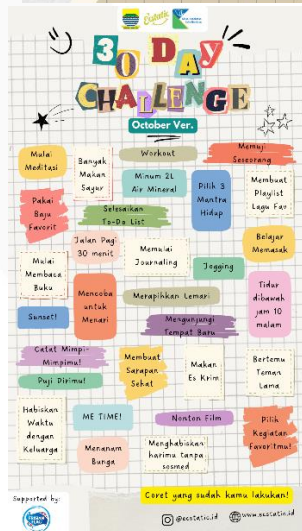 Ecstatic
30 DAY
CHALLENGE
October Ver.
Mulai
Meditasi
Banyak
Makan
Sayur
Workout
Memuji
Seseorang
Minum 2L
Air Mineral
Pilih 3
Mantra
Hidup
Membuat
Playlist
Lagu Fav
Pakai
Baju
Favorit
Selesaikan
To-Do List
Jalan Pagi
30 menit
Memulai
Journaling
Belajar
Memasak
Mulai
Membaca
Buku
Jogging
Mencoba
untuk
Menari
Merapihkan Lemari
Tidur
dibawah
jam 10
malam
Sunset!
Mengunjungi
Tempat Baru
Catat Mimpi-
Mimpimu!
Membuat
Sarapan
Sehat
Makan
Es Krim
Bertemu
Teman
Lama
Puji Dirimu!
Habiskan
Waktu
dengan
Keluarga
ME TIME!
Nonton Film
Pilih
Kegiatan
Favoritmu!
Menanam
Bunga
Menghabiskan
harimu tanpa
sosmed
Supported by:
Coret yang sudah kamu lakukan!
@ecstatic.id
www.ecstatic.id